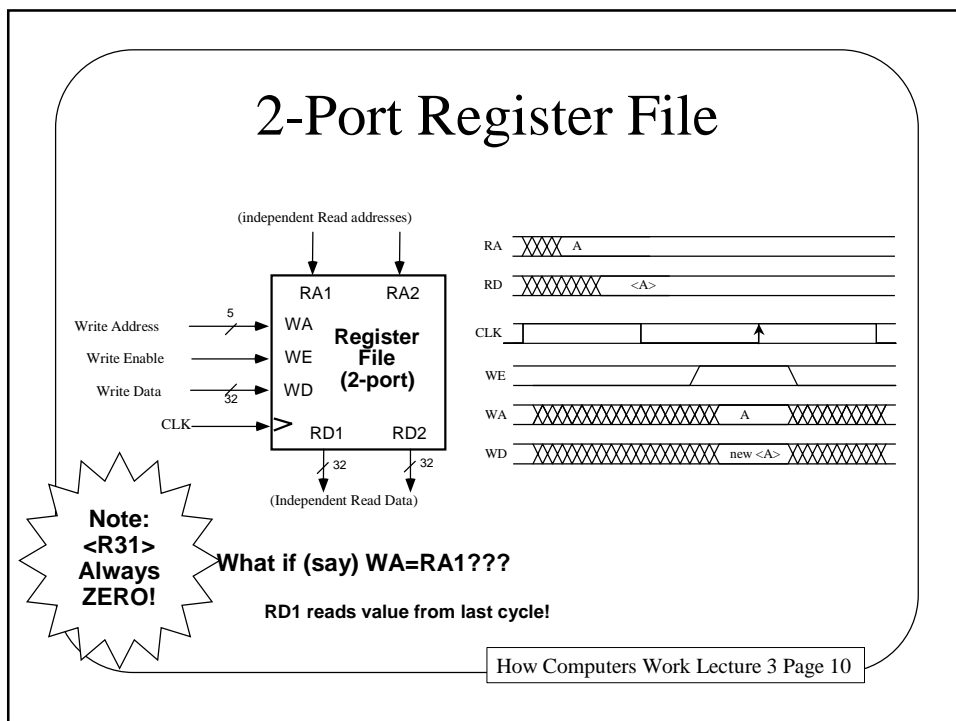 2-Port Register File
(independent Read addresses)
RA1
RA2
Write Address
5
WA
Write Enable
WE
Write Data
32
WD
CLK
Register
File
(2-port)
RD1
RD2
32
32
(Independent Read Data)
RA
A
RD
<A>
CLK
WE
WA
A
WD
new <A>
Note:
<R31>
Always
ZERO!
What if (say) WA=RA1???
RD1 reads value from last cycle!
How Computers Work Lecture 3 Page 10